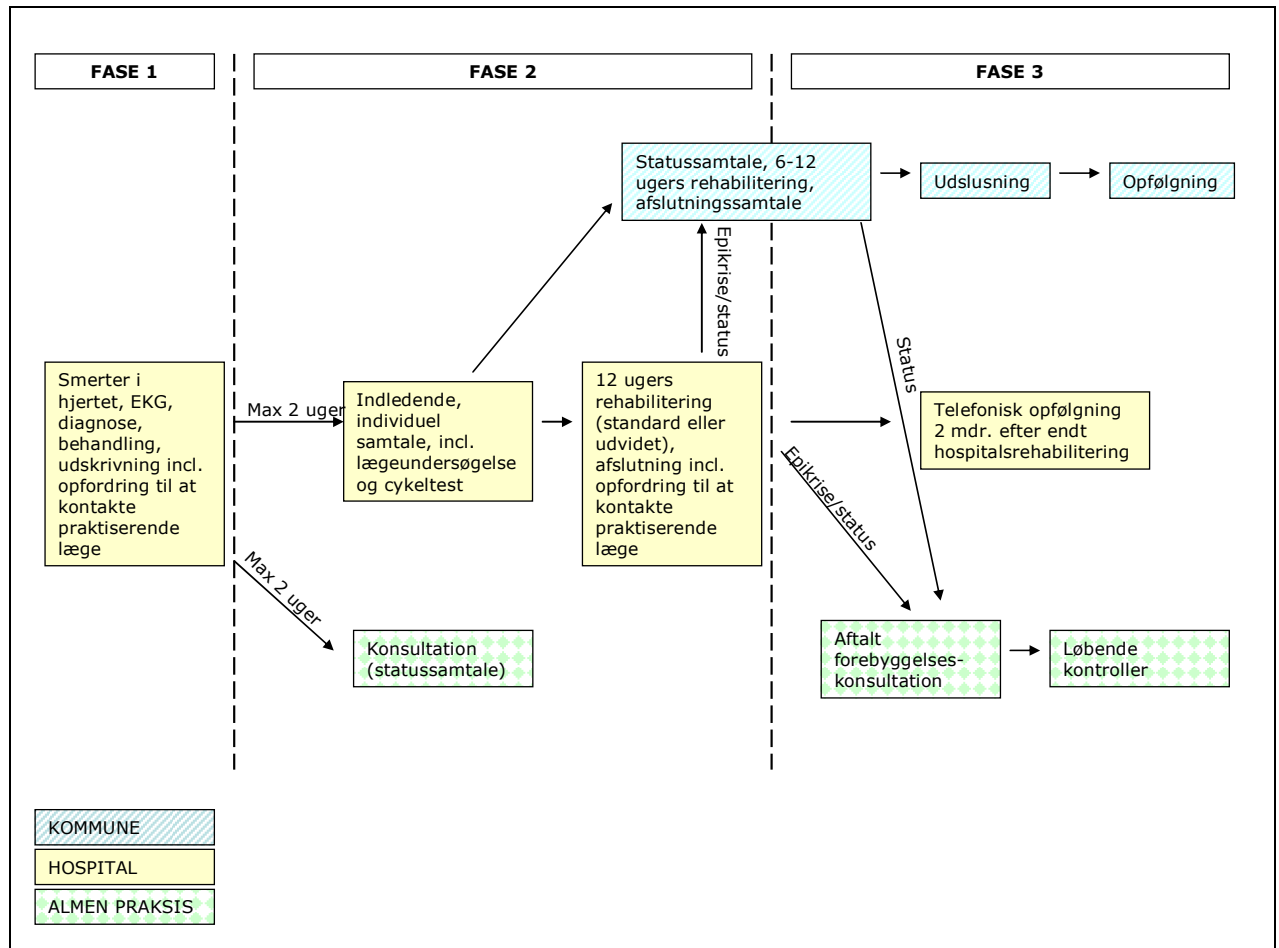 FASE 1
FASE 2
FASE 3
Statussamtale, 6-12
ugers rehabilitering,
afslutningssamtale
Udslusning
Opfølgning
Epikrise/status
Smerter i
hjertet, EKG,
diagnose,
behandling,
udskrivning incl.
opfordring til at
kontakte
praktiserende
læge
Max 2 uger
Indledende,
individuel
samtale, incl.
lægeundersøgelse
og cykeltest
12 ugers
rehabilitering
(standard eller
udvidet),
afslutning incl.
opfordring til at
kontakte
praktiserende
læge
Status
Telefonisk opfølgning
2 mdr. efter endt
hospitalsrehabilitering
Epikrise/status
Max 2 uger
Konsultation
(statussamtale)
Aftalt
forebyggelses-
konsultation
Løbende
kontroller
KOMMUNE
HOSPITAL
ALMEN PRAKSIS